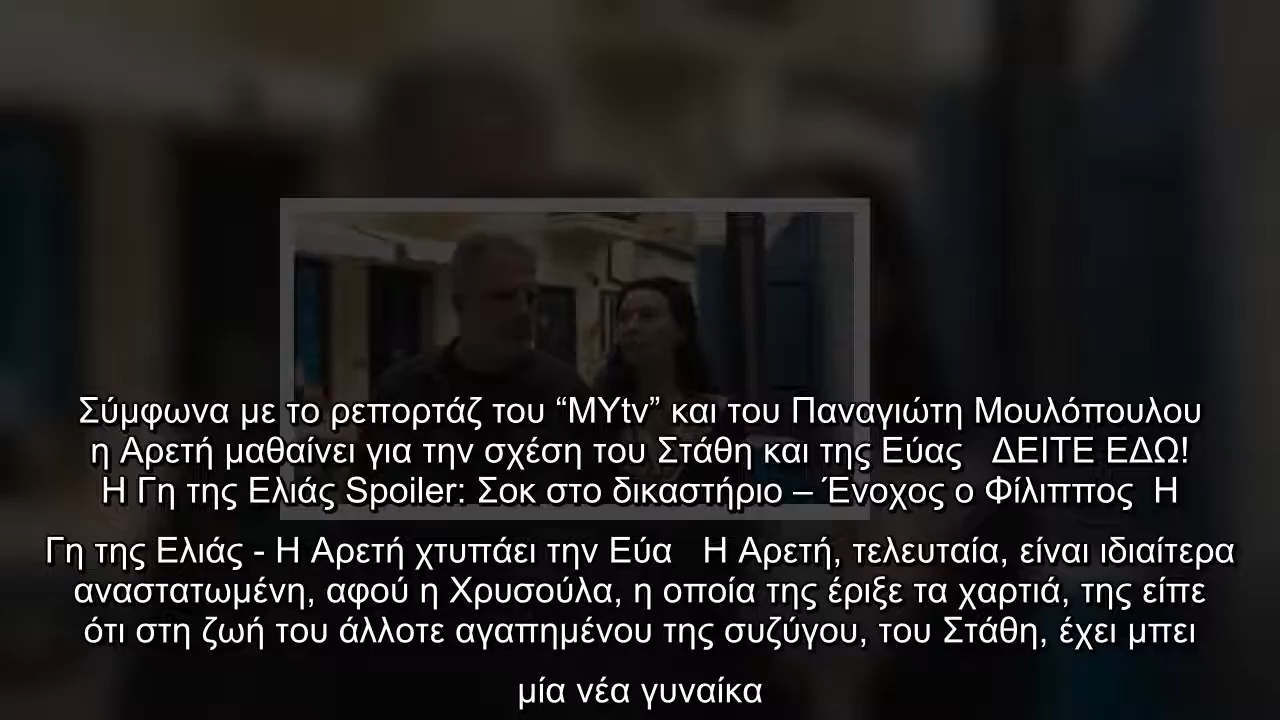 Σύμφωνα με το ρεπορτάζ του “MYtv” και του Παναγιώτη Μουλόπουλου
η Αρετή μαθαίνει για την σχέση του Στάθη και της Εύας   ΔΕΙΤΕ ΕΔΩ!
Η Γη της Ελιάς Spoiler: Σοκ στο δικαστήριο – Ένοχος ο Φίλιππος  Η
Γη της Ελιάς - Η Αρετή χτυπάει την Εύα   Η Αρετή, τελευταία, είναι ιδιαίτερα
αναστατωμένη, αφού η Χρυσούλα, η οποία της έριξε τα χαρτιά, της είπε
ότι στη ζωή του άλλοτε αγαπημένου της συζύγου, του Στάθη, έχει μπει
μία νέα γυναίκα